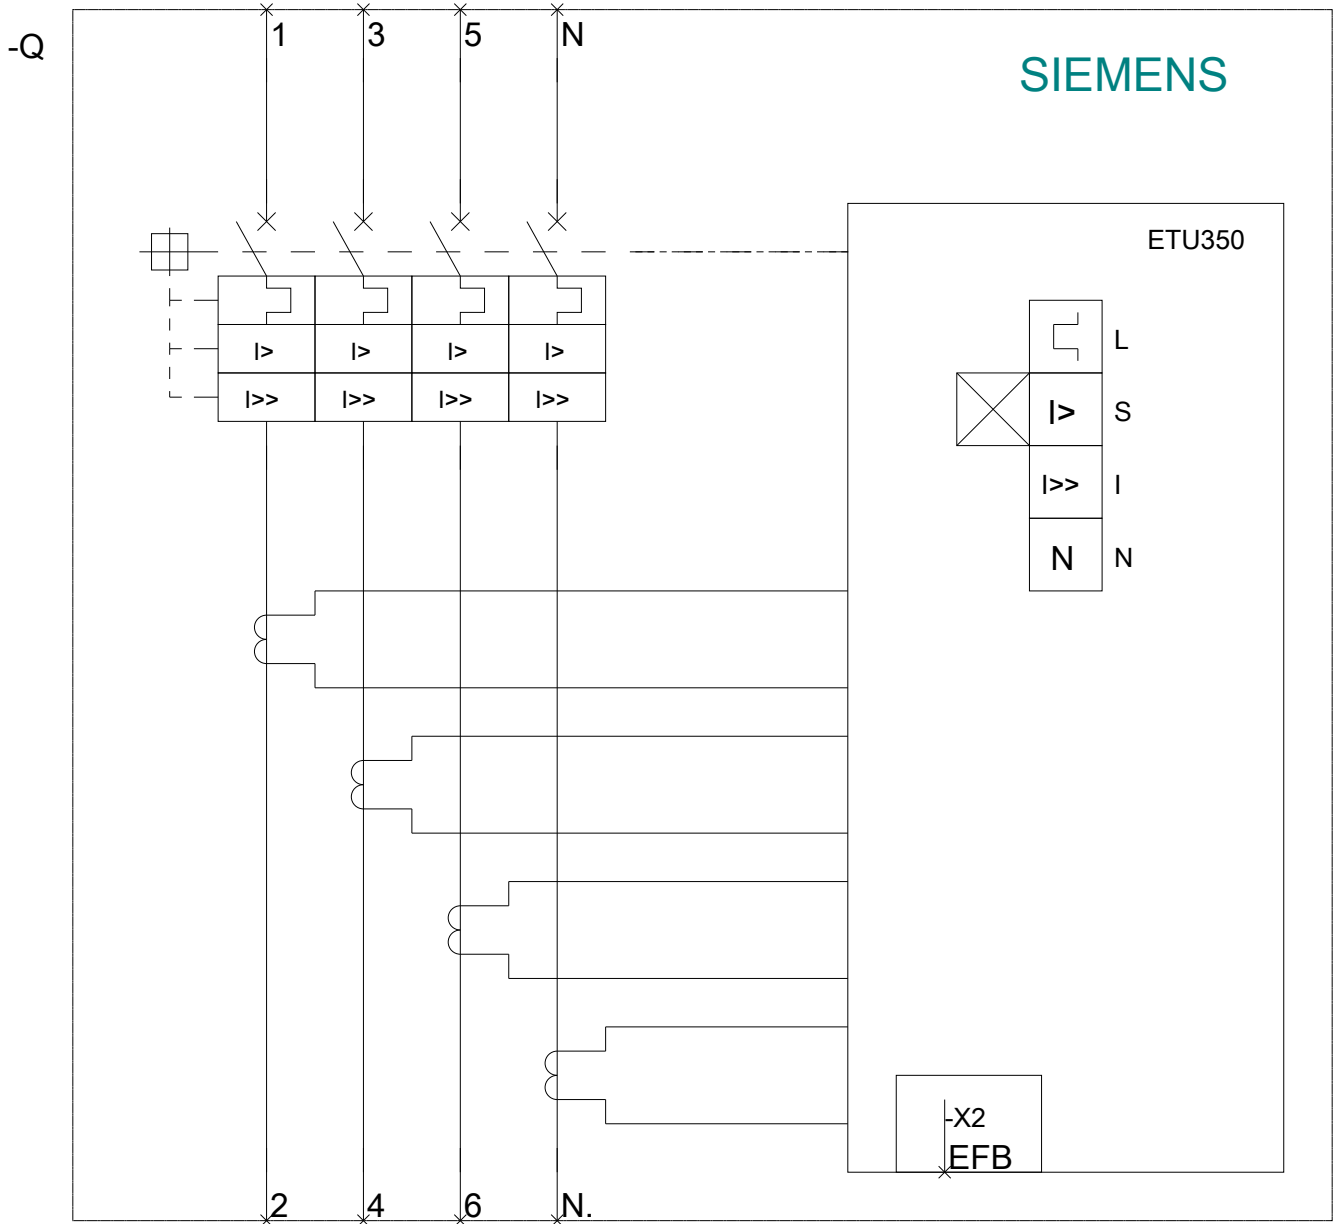 1 3 5 N
-Q
SIEMENS
ETU350
L
I> I> I> I>
I>> I>> I>> I>>
I> S
I>> I
N N
-X2
EFB
2 4 6 N.